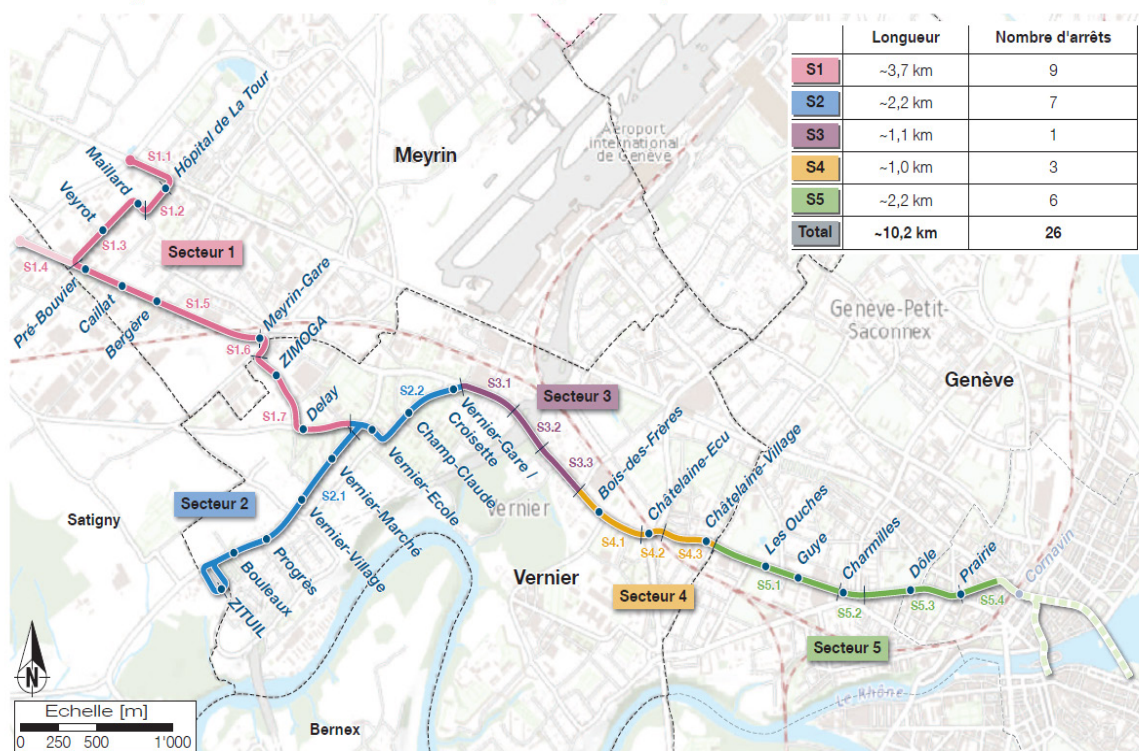 Longueur Nombre d'arrêts
S1 ~3,7 km 9
S2 ~2,2 km 7
S3 ~1,1 km 1
S4 ~1,0 km 3
S5 ~2,2 km 6
Total ~10,2 km 26
Aéroport
international
de Genève
Meyrin
Hôpital de La Tour
S1.1
Maillard
S1.2
Veyrot
S1.3
Secteur 1
S1.4
Pré-Bouvier
Caillat
Bergère
S1.5
Meyrin-Gare
S1.6
ZIMOGA
Genève-Petit-
Saconnex
Genève
S1.7
Delay
S2.2
S3.1
Secteur 3
S3.2
S3.3
Vernier-Gare /
Croisette
Champ-Claude
Vernier-Ecole
Vernier-Marché
S2.1
Vernier-Village
Secteur 2
Progrès
Bouleaux
ZITUIL
Satigny
Vernier
Vernier
Bois-des-Frères
Châtelaine-Ecu
Châtelaine-Village
S4.1
S4.2
S4.3
Secteur 4
Les Ouches
Guye
Charmilles
Dôle
Prairie
Cornavin
S5.1
S5.2
S5.3
S5.4
Secteur 5
Le Rhône
Bernex
N
Echelle [m]
0 250 500 1'000